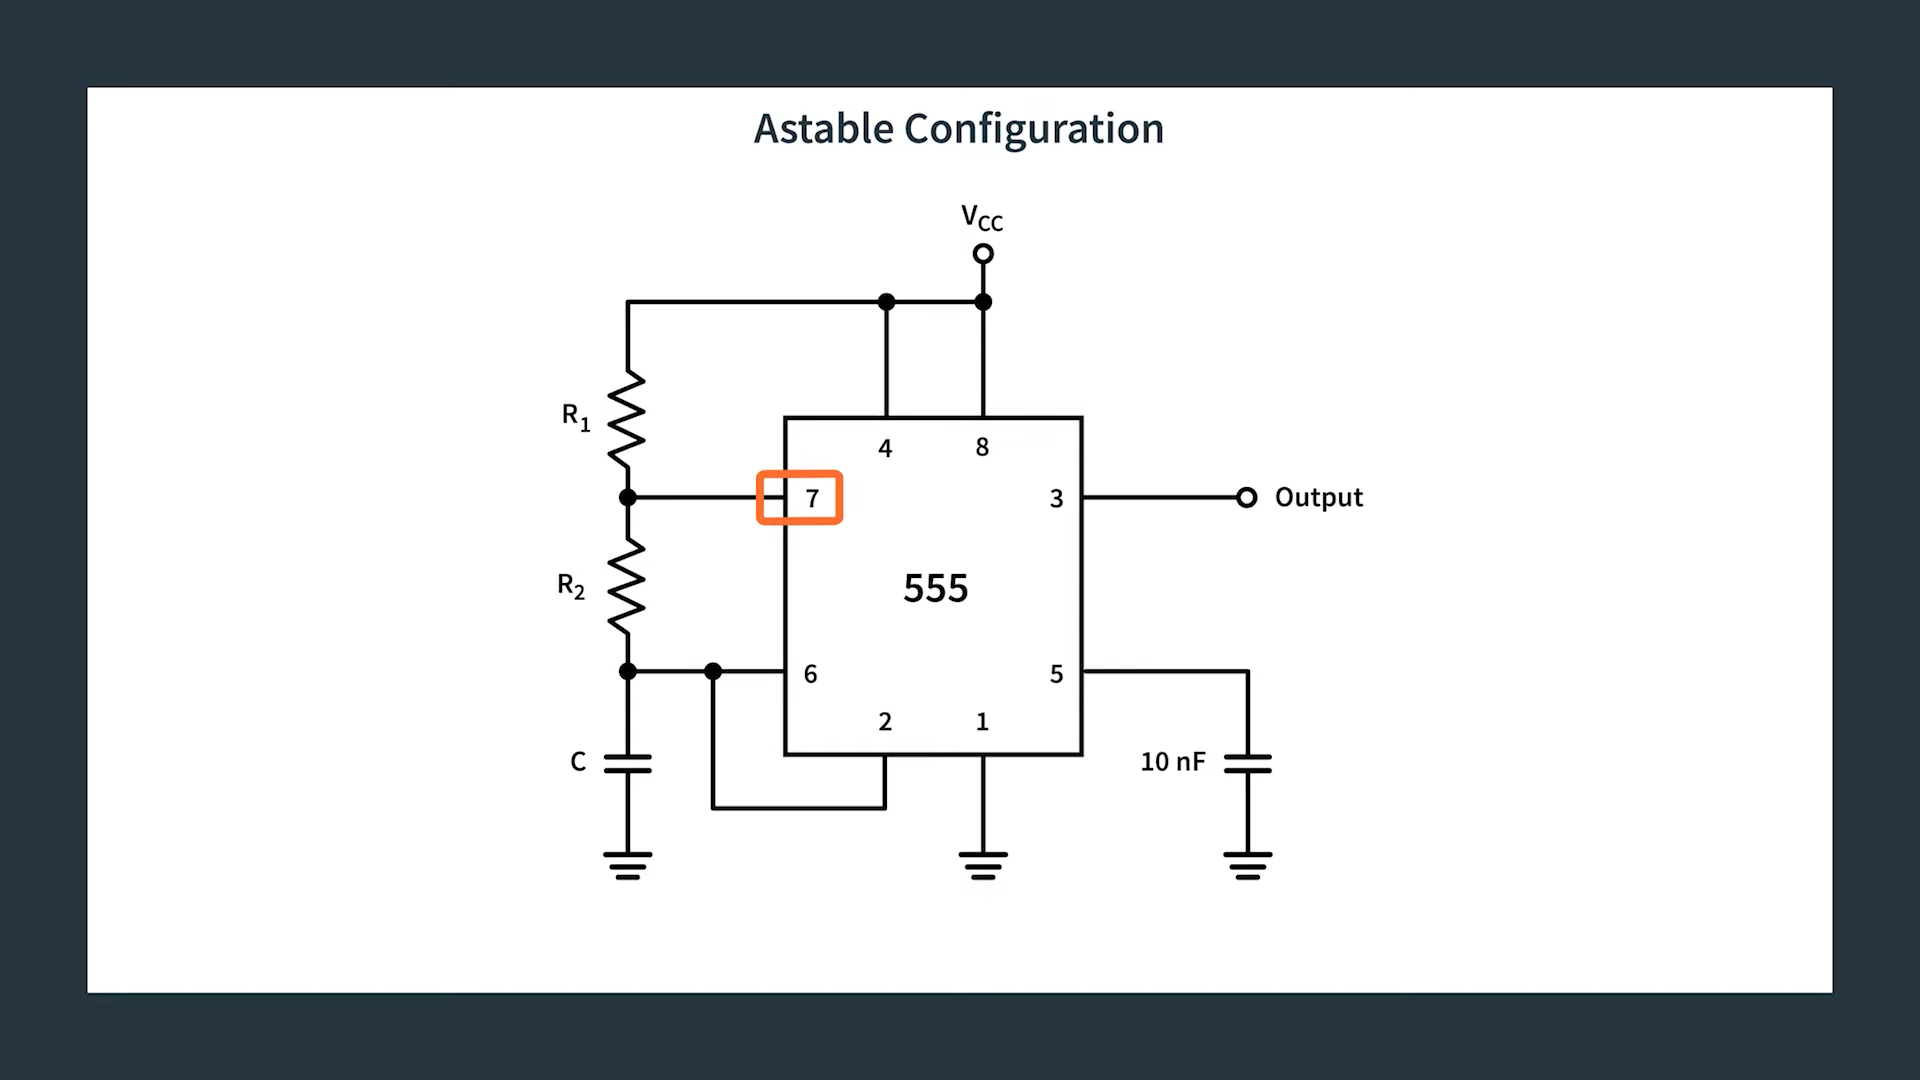 Astable Configuration
VCC
R1
4 8
7 3 Output
555
R2
6 5
2 1
C 10 nF